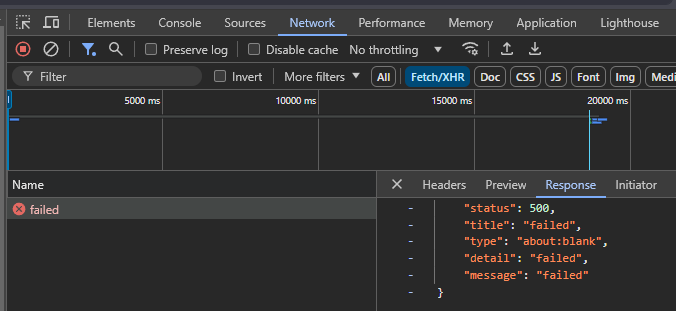 Elements Console Sources Network Performance Memory Application Lighthouse
Preserve log Disable cache No throttling
Filter Invert More filters All Fetch/XHR Doc CSS JS Font Img Medi
5000 ms 10000 ms 15000 ms 20000 ms
Name Headers Preview Response Initiator
failed
- "status": 500,
- "title": "failed",
- "type": "about:blank",
- "detail": "failed",
- "message": "failed"
- }